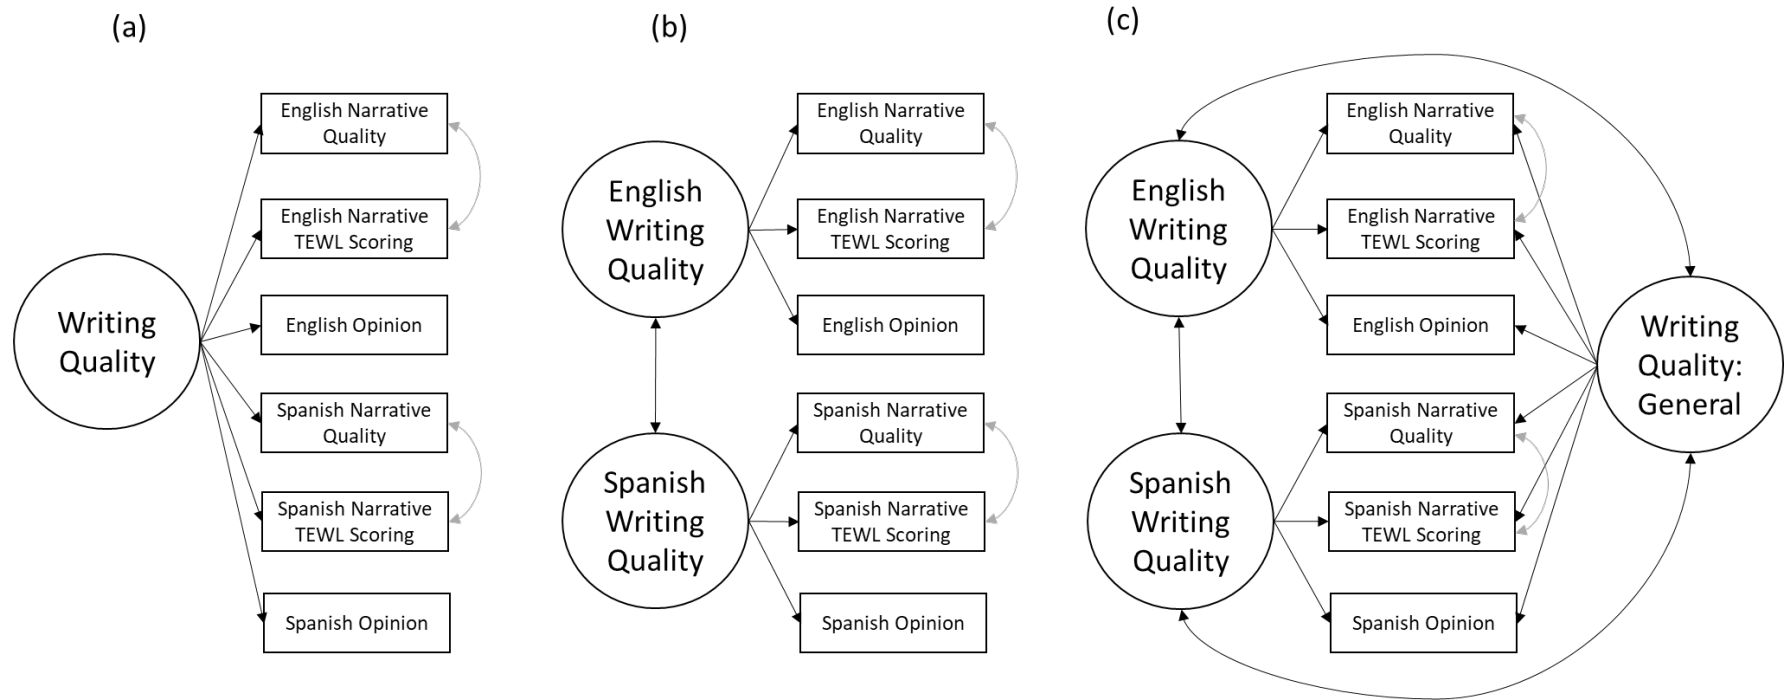 (a)
Writing
Quality
English Narrative
Quality
English Narrative
TEWL Scoring
English Opinion
Spanish Narrative
Quality
Spanish Narrative
TEWL Scoring
Spanish Opinion
(b)
English
Writing
Quality
Spanish
Writing
Quality
English Narrative
Quality
English Narrative
TEWL Scoring
English Opinion
Spanish Narrative
Quality
Spanish Narrative
TEWL Scoring
Spanish Opinion
(c)
English
Writing
Quality
Spanish
Writing
Quality
English Narrative
Quality
English Narrative
TEWL Scoring
English Opinion
Spanish Narrative
Quality
Spanish Narrative
TEWL Scoring
Spanish Opinion
Writing
Quality:
General